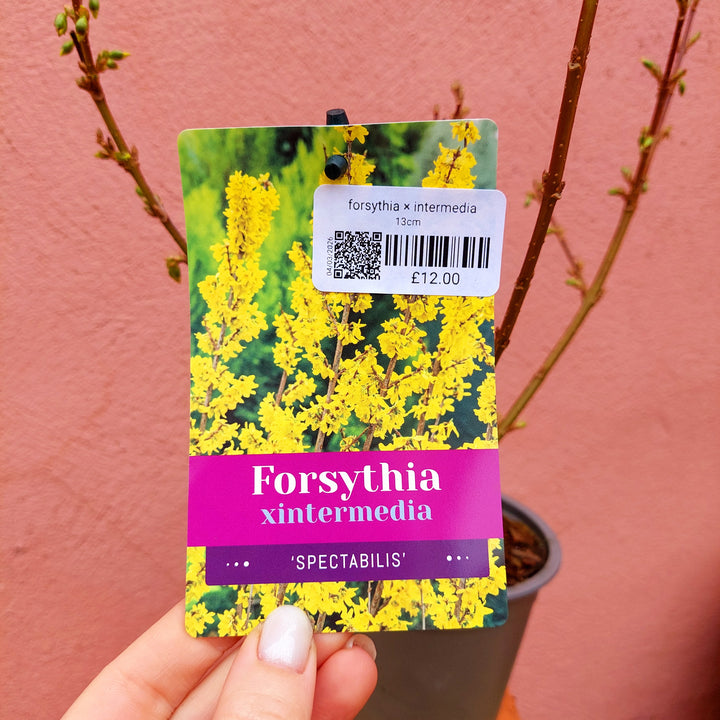 forsythia × intermedia
13cm
04/03/2026
£12.00
Forsythia
xintermedia
'SPECTABILIS'